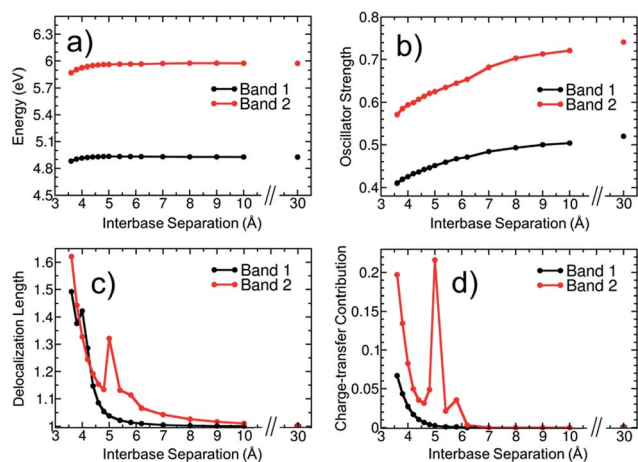 a)
6.3
6
5.7
5.1
4.8
4.5
Energy (eV)
Band 1
Band 2
3 4 5 6 7 8 9 10 // 30
Interbase Separation (Å)
b)
0.8
0.7
0.6
0.5
0.4
Oscillator Strength
Band 1
Band 2
3 4 5 6 7 8 9 10 // 30
Interbase Separation (Å)
c)
1.6
1.5
1.4
1.3
1.2
1.1
1
Delocalization Length
Band 1
Band 2
3 4 5 6 7 8 9 10 // 30
Interbase Separation (Å)
d)
0.2
0.15
0.1
0.05
0
Charge-transfer Contribution
Band 1
Band 2
3 4 5 6 7 8 9 10 // 30
Interbase Separation (Å)